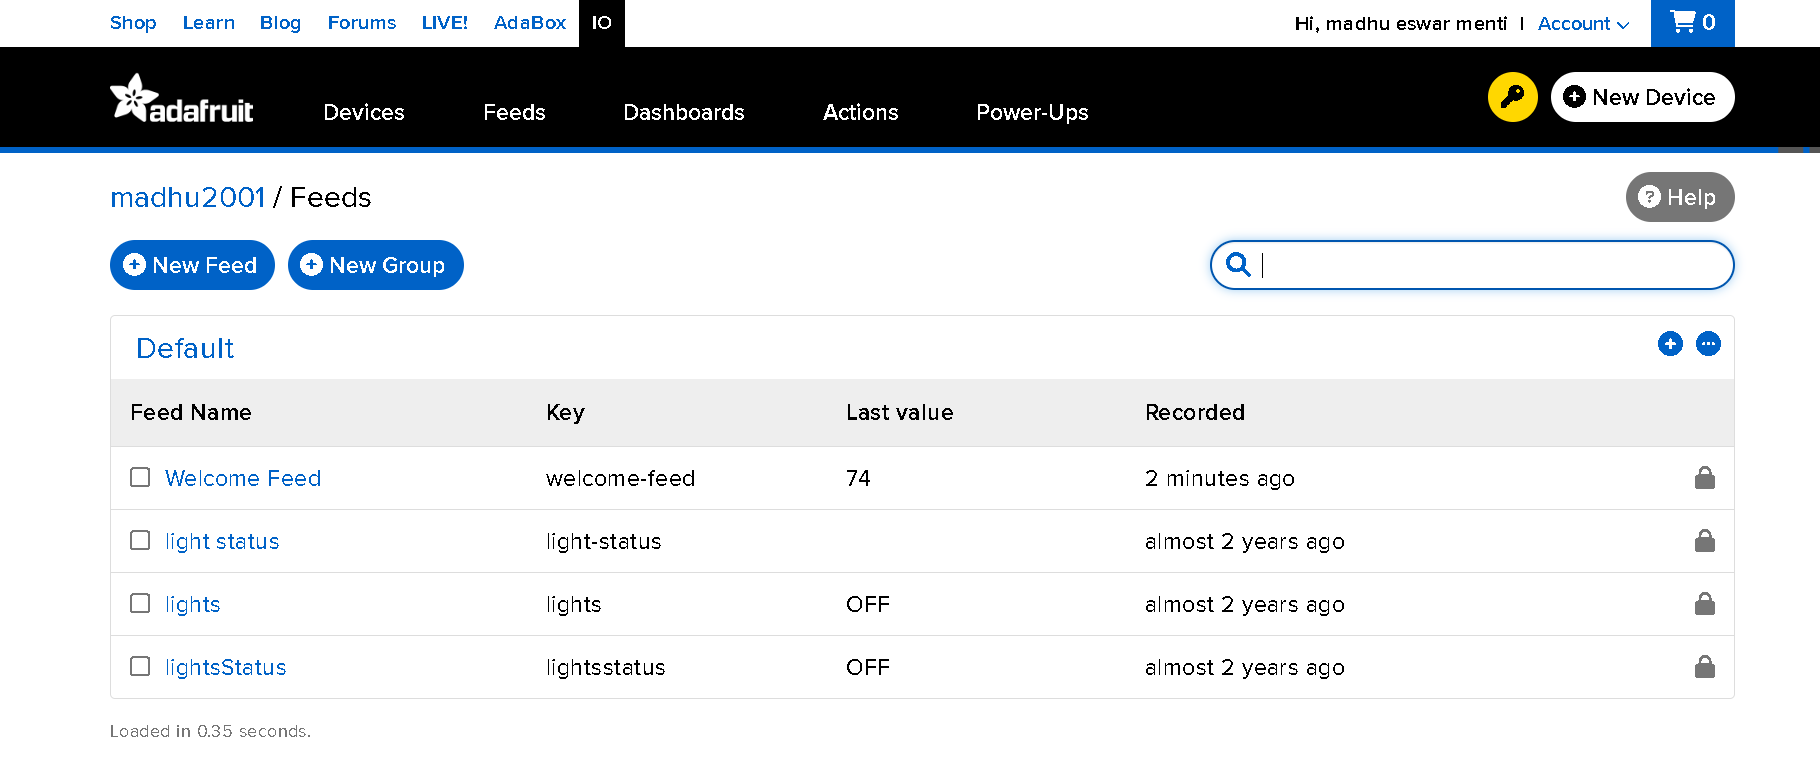 Shop Learn Blog Forums LIVE! AdaBox IO Hi, madhu eswar menti | Account 0
adafruit Devices Feeds Dashboards Actions Power-Ups New Device
madhu2001 / Feeds Help
New Feed New Group
Default
Feed Name Key Last value Recorded
Welcome Feed welcome-feed 74 2 minutes ago
light status light-status almost 2 years ago
lights lights OFF almost 2 years ago
lightsStatus lightsstatus OFF almost 2 years ago
Loaded in 0.35 seconds.